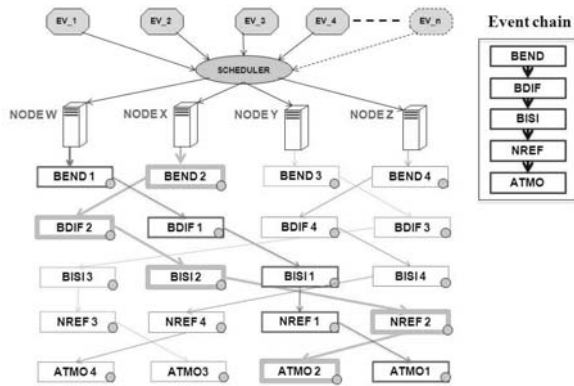 EV_1
EV_2
EV_3
EV_4
EV_n
Event chain
SCHEDULER
BEND
BDIF
BISI
NREF
ATMO
NODE W
NODE X
NODE Y
NODE Z
BEND 1
BEND 2
BEND 3
BEND 4
BDIF 2
BDIF 1
BDIF 4
BDIF 3
BISI 3
BISI 2
BISI 1
BISI 4
NREF 3
NREF 4
NREF 1
NREF 2
ATMO 4
ATMO3
ATMO 2
ATMO1